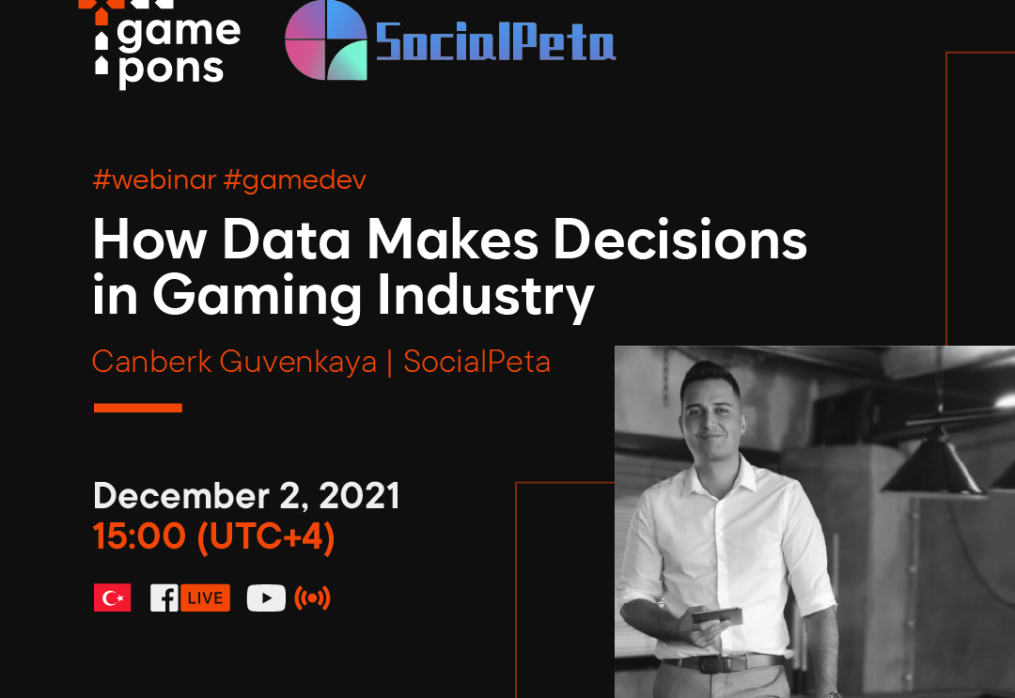 game
pons
SocialPeta
#webinar #gamedev
How Data Makes Decisions
in Gaming Industry
Canberk Guvenkaya | SocialPeta
December 2, 2021
15:00 (UTC+4)
LIVE